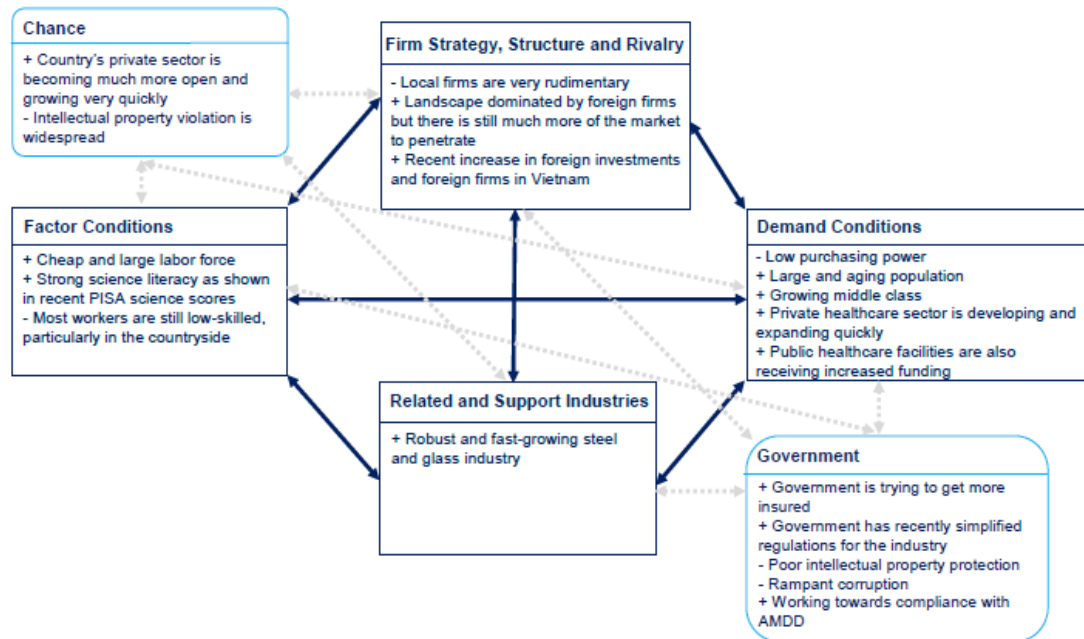 Chance
+ Country's private sector is
becoming much more open and
growing very quickly
- Intellectual property violation is
widespread
Firm Strategy, Structure and Rivalry
- Local firms are very rudimentary
+ Landscape dominated by foreign firms
but there is still much more of the market
to penetrate
+ Recent increase in foreign investments
and foreign firms in Vietnam
Factor Conditions
+ Cheap and large labor force
+ Strong science literacy as shown
in recent PISA science scores
- Most workers are still low-skilled,
particularly in the countryside
Demand Conditions
- Low purchasing power
+ Large and aging population
+ Growing middle class
+ Private healthcare sector is developing and
expanding quickly
+ Public healthcare facilities are also
receiving increased funding
Related and Support Industries
+ Robust and fast-growing steel
and glass industry
Government
+ Government is trying to get more
insured
+ Government has recently simplified
regulations for the industry
- Poor intellectual property protection
- Rampant corruption
+ Working towards compliance with
AMDD